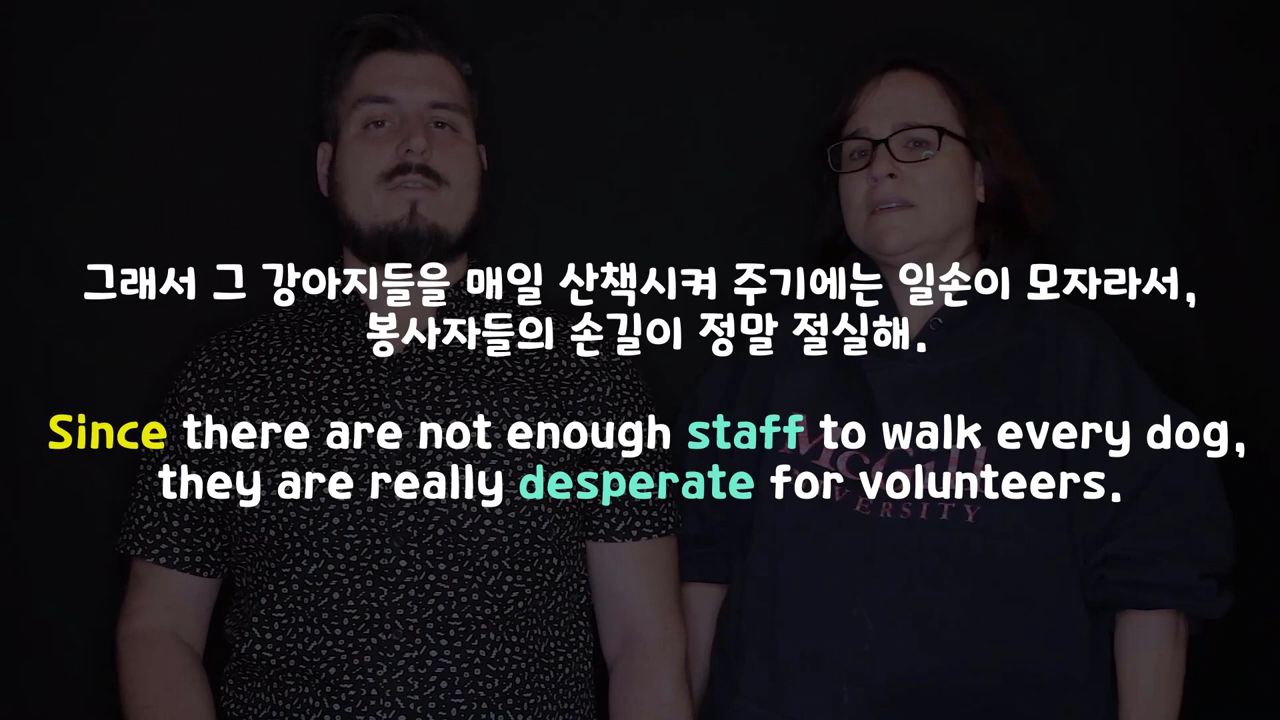 그래서 그 강아지들을 매일 산책시켜 주기에는 일손이 모자라서,
봉사자들의 손길이 정말 절실해.
Since there are not enough staff to walk every dog,
they are really desperate for volunteers.
McGill
UNIVERSITY